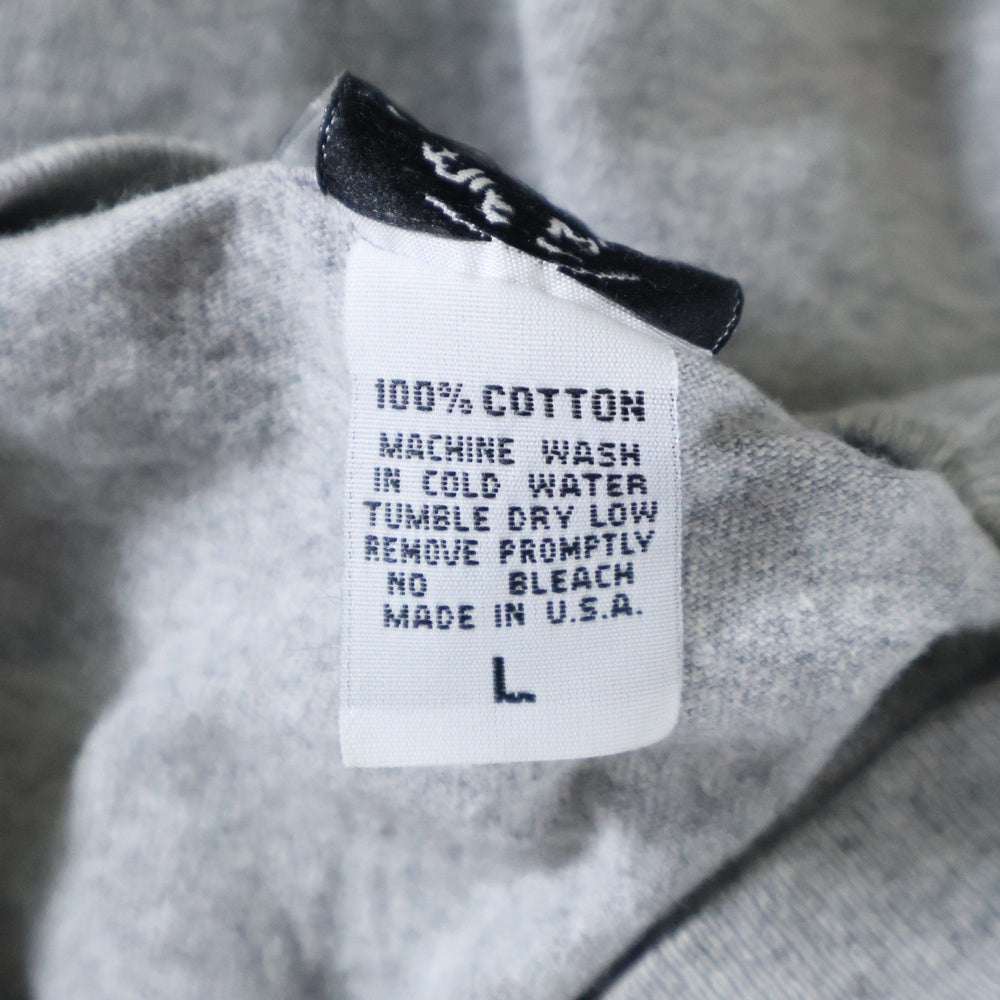 100% COTTON
MACHINE WASH
IN COLD WATER
TUMBLE DRY LOW
REMOVE PROMPTLY
NO BLEACH
MADE IN U.S.A.
L